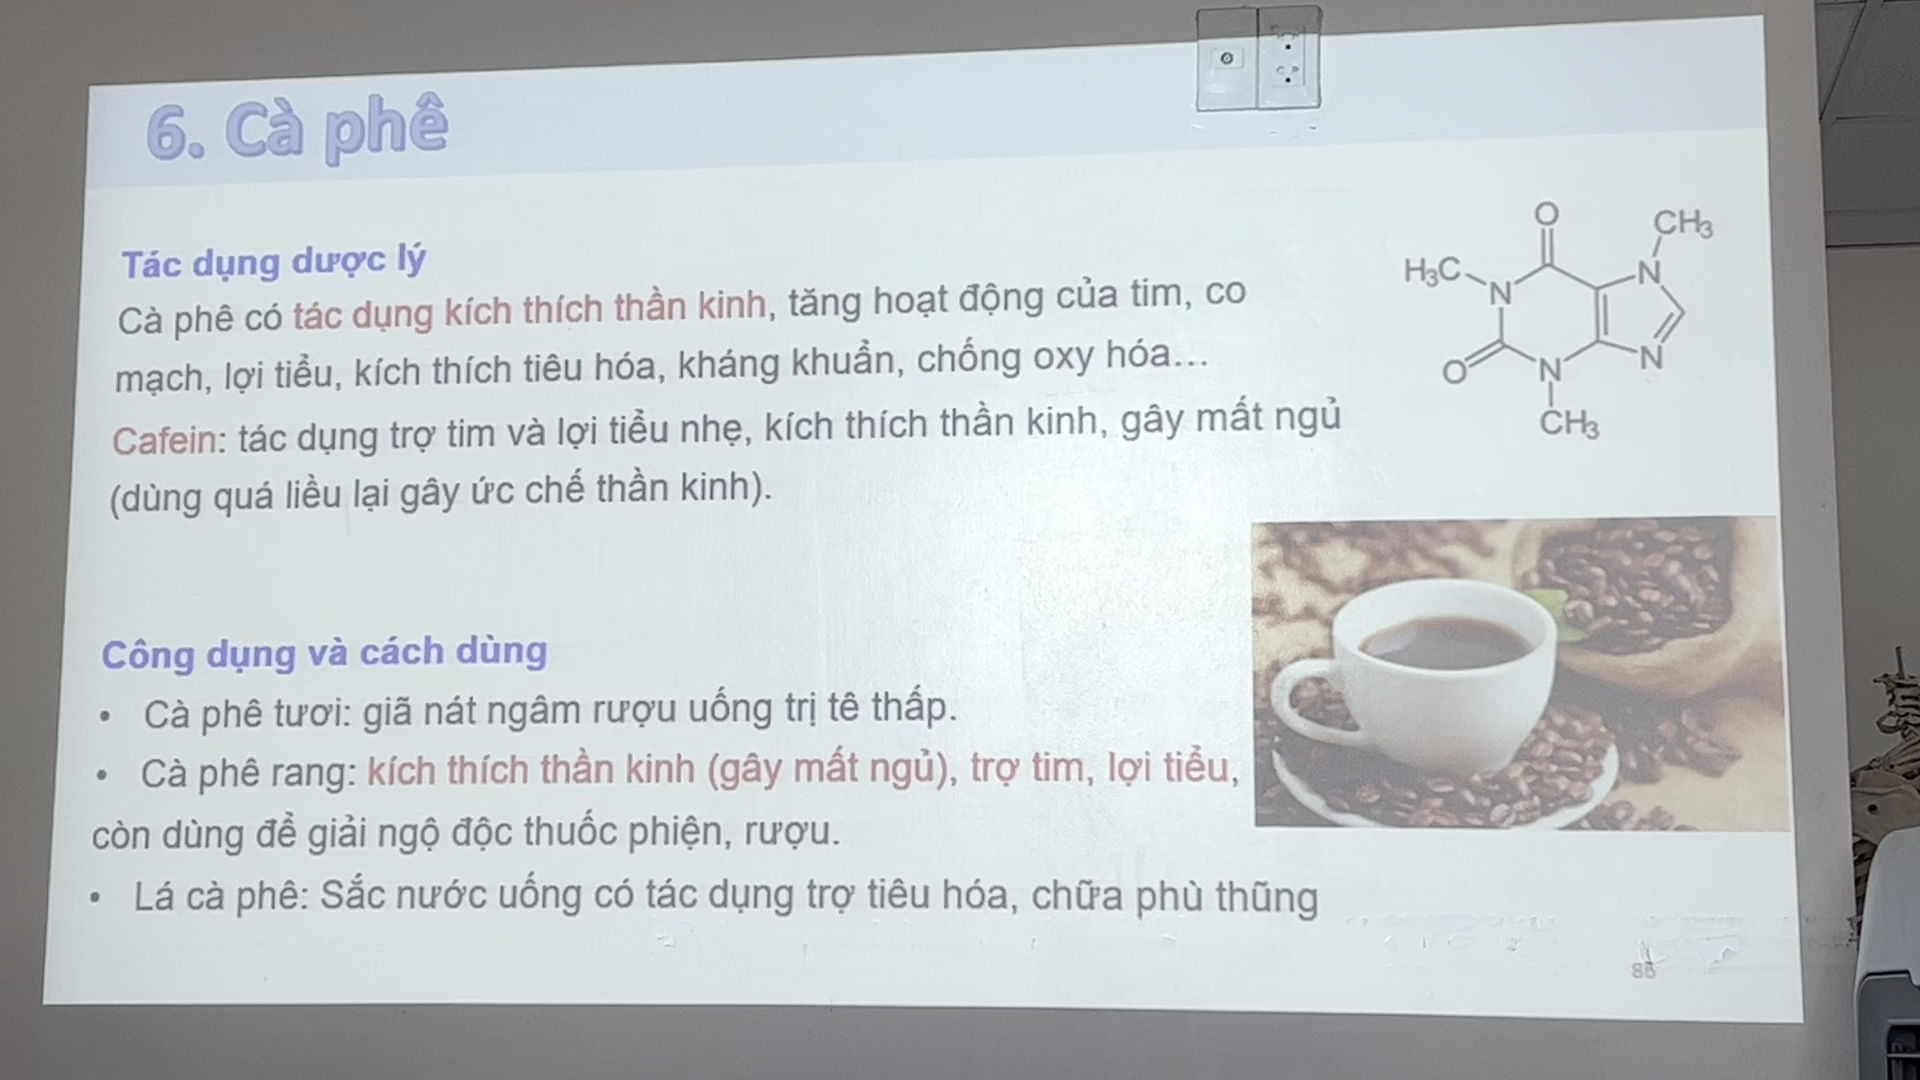 6. Cà phê
Tác dụng dược lý
Cà phê có tác dụng kích thích thần kinh, tăng hoạt động của tim, co
mạch, lợi tiểu, kích thích tiêu hóa, kháng khuẩn, chống oxy hóa...
Cafein: tác dụng trợ tim và lợi tiểu nhẹ, kích thích thần kinh, gây mất ngủ
(dùng quá liều lại gây ức chế thần kinh).
O
CH₃
H₃C
N
N
O
N
N
CH₃
Công dụng và cách dùng
• Cà phê tươi: giã nát ngâm rượu uống trị tê thấp.
• Cà phê rang: kích thích thần kinh (gây mất ngủ), trợ tim, lợi tiểu,
còn dùng để giải ngộ độc thuốc phiện, rượu.
• Lá cà phê: Sắc nước uống có tác dụng trợ tiêu hóa, chữa phù thũng